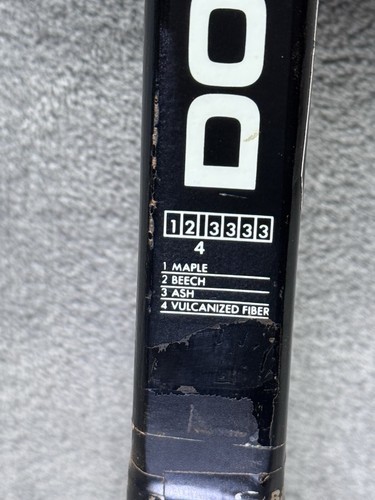 DO
1 2 3 3 3 3
4
1 MAPLE
2 BEECH
3 ASH
4 VULCANIZED FIBER